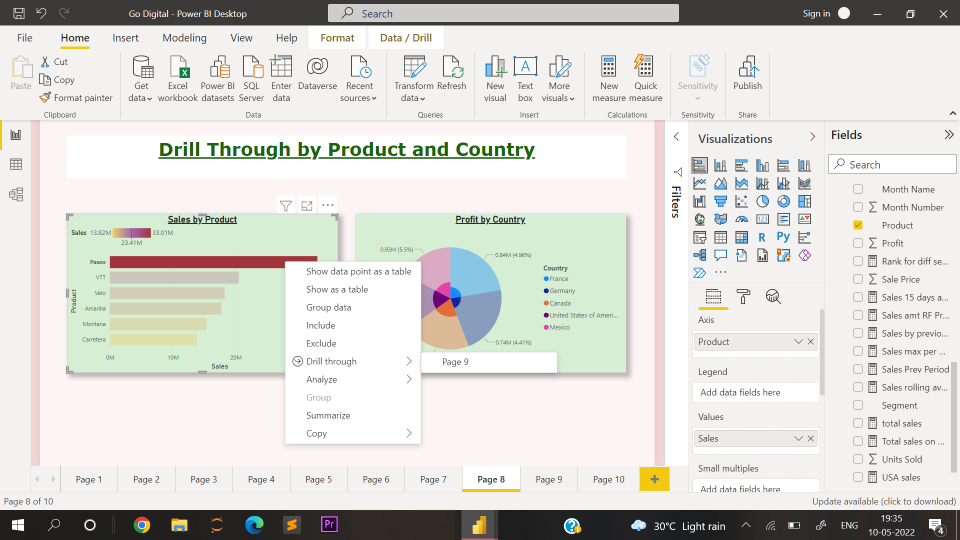 Go Digital - Power BI Desktop
Search
Sign in
File Home Insert Modeling View Help Format Data / Drill
Paste
Cut
Copy
Format painter
Get data
Excel workbook
Power BI datasets
SQL Server
Enter data
Dataverse
Recent sources
Transform data
Refresh
New visual
Text box
More visuals
New measure
Quick measure
Sensitivity
Publish
Clipboard Data Queries Insert Calculations Sensitivity Share
Drill Through by Product and Country
Sales by Product
Sales 13.82M 33.01M
23.41M
Product
Paseo
VTT
Velo
Amarilla
Montana
Carretera
0M 10M 20M
Sales
Profit by Country
0.93M (5.5%)
0.84M (4.96%)
0.74M (4.41%)
Country
France
Germany
Canada
United States of Ameri...
Mexico
Show data point as a table
Show as a table
Group data
Include
Exclude
Drill through
Page 9
Analyze
Group
Summarize
Copy
Filters
Visualizations
Axis
Product
Legend
Add data fields here
Values
Sales
Small multiples
Add data fields here
Fields
Search
Month Name
Month Number
Product
Profit
Rank for diff se...
Sale Price
Sales 15 days a...
Sales amt RF Pr...
Sales by previo...
Sales max per ...
Sales Prev Period
Sales rolling av...
Segment
total sales
Total sales on ...
Units Sold
USA sales
Page 1 Page 2 Page 3 Page 4 Page 5 Page 6 Page 7 Page 8 Page 9 Page 10
Page 8 of 10
Update available (click to download)
30°C Light rain
ENG
19:35
10-05-2022
4